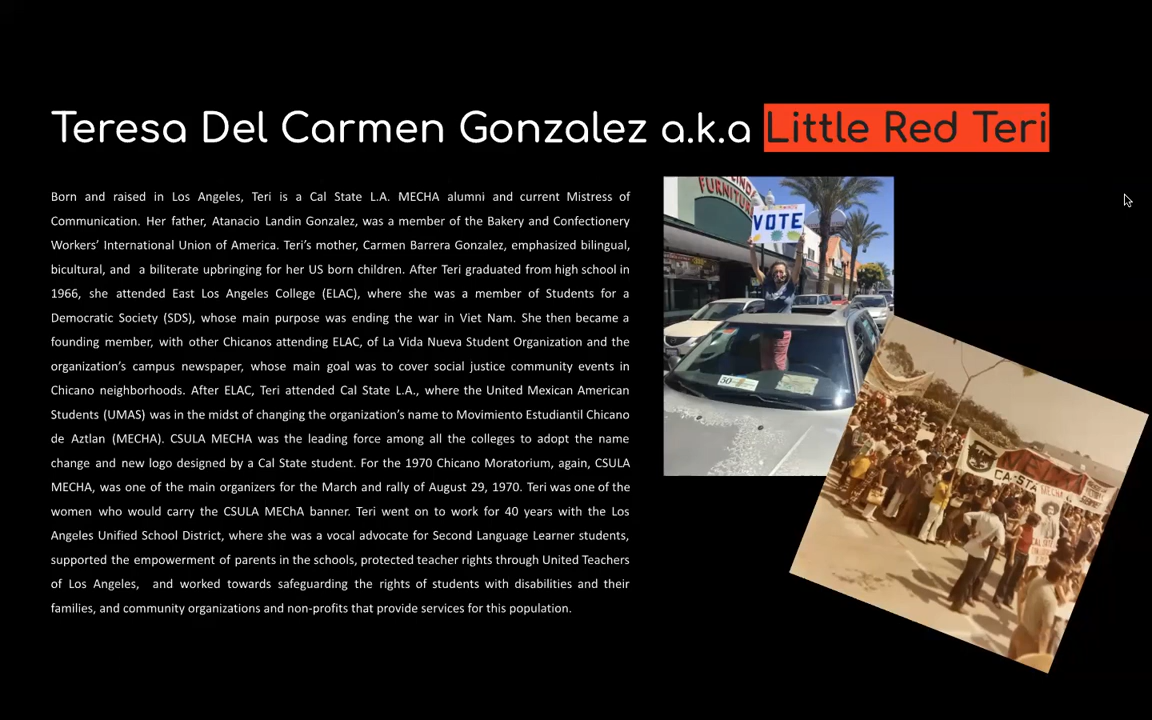 Teresa Del Carmen Gonzalez a.k.a Little Red Teri
Born and raised in Los Angeles, Teri is a Cal State L.A. MECHA alumni and current Mistress of
Communication. Her father, Atanacio Landin Gonzalez, was a member of the Bakery and Confectionery
Workers' International Union of America. Teri's mother, Carmen Barrera Gonzalez, emphasized bilingual,
bicultural, and a biliterate upbringing for her US born children. After Teri graduated from high school in
1966, she attended East Los Angeles College (ELAC), where she was a member of Students for a
Democratic Society (SDS), whose main purpose was ending the war in Viet Nam. She then became a
founding member, with other Chicanos attending ELAC, of La Vida Nueva Student Organization and the
organization's campus newspaper, whose main goal was to cover social justice community events in
Chicano neighborhoods. After ELAC, Teri attended Cal State L.A., where the United Mexican American
Students (UMAS) was in the midst of changing the organization's name to Movimiento Estudiantil Chicano
de Aztlan (MECHA). CSULA MECHA was the leading force among all the colleges to adopt the name
change and new logo designed by a Cal State student. For the 1970 Chicano Moratorium, again, CSULA
MECHA, was one of the main organizers for the March and rally of August 29, 1970. Teri was one of the
women who would carry the CSULA MEChA banner. Teri went on to work for 40 years with the Los
Angeles Unified School District, where she was a vocal advocate for Second Language Learner students,
supported the empowerment of parents in the schools, protected teacher rights through United Teachers
of Los Angeles, and worked towards safeguarding the rights of students with disabilities and their
families, and community organizations and non-profits that provide services for this population.
FURNITURE
VOTE
50
CA-STA
MECHA
CAL STATE